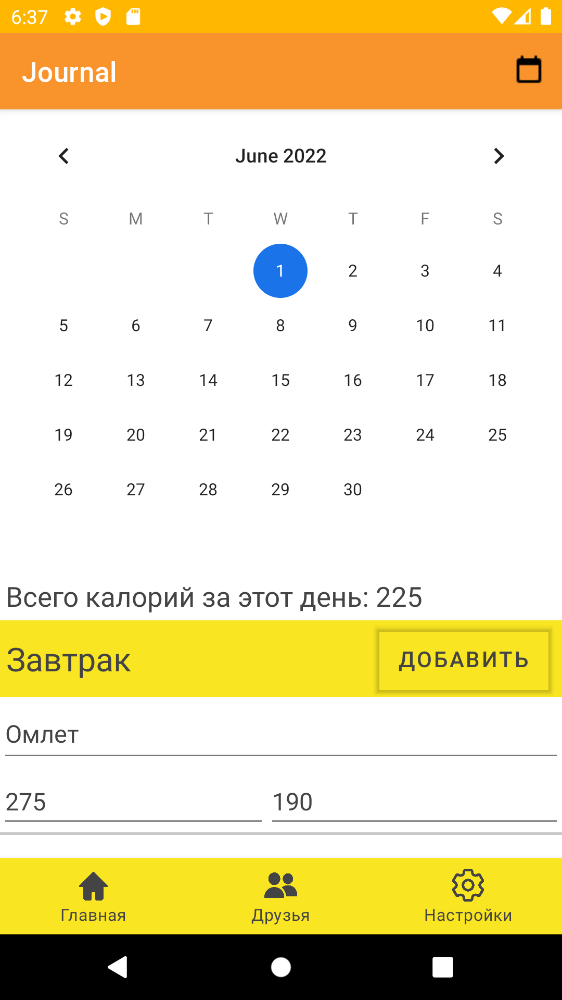 6:37
Journal
June 2022
S M T W T F S
1 2 3 4
5 6 7 8 9 10 11
12 13 14 15 16 17 18
19 20 21 22 23 24 25
26 27 28 29 30
Всего калорий за этот день: 225
Завтрак ДОБАВИТЬ
Омлет
275 190
Главная Друзья Настройки